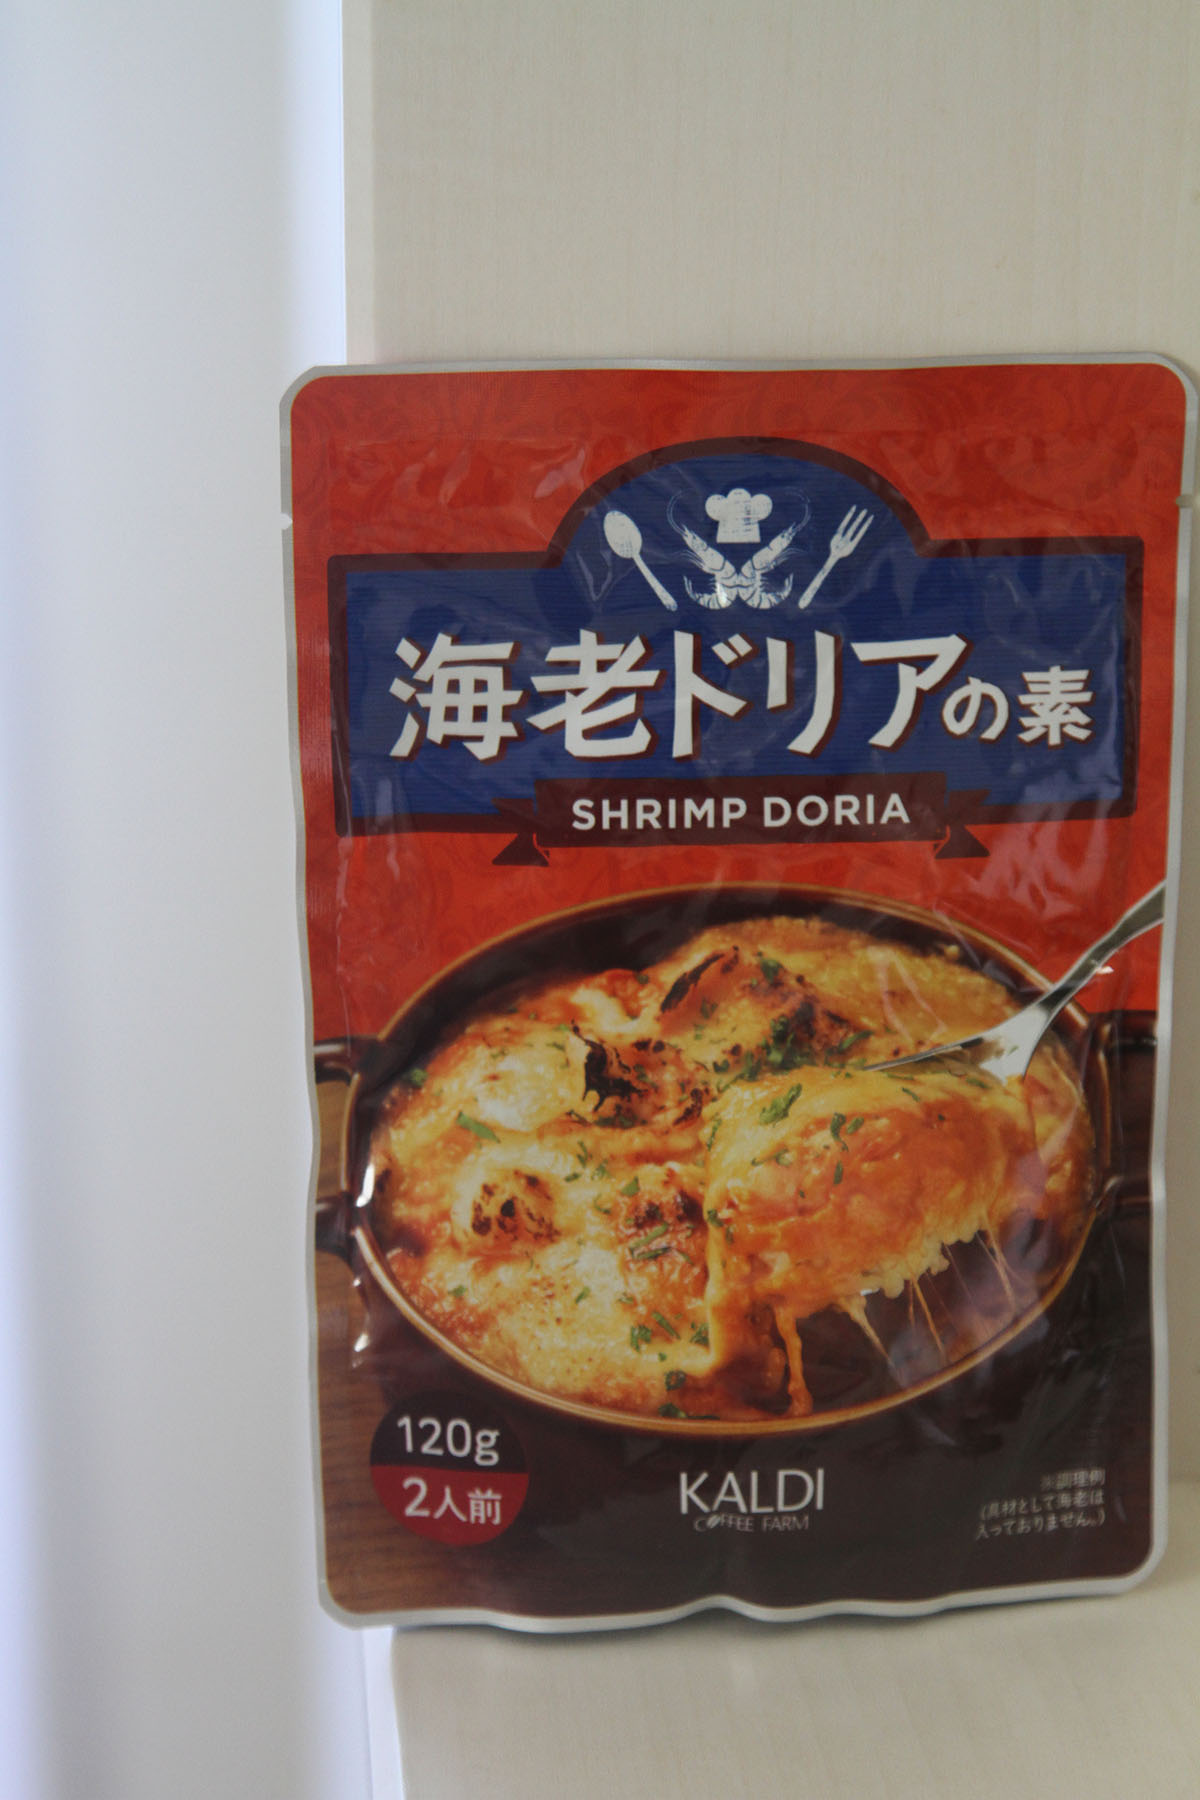 海老ドリアの素
SHRIMP DORIA
120g
2人前
KALDI
COFFEE FARM
※調理例
(具材として海老は
入っておりません。)